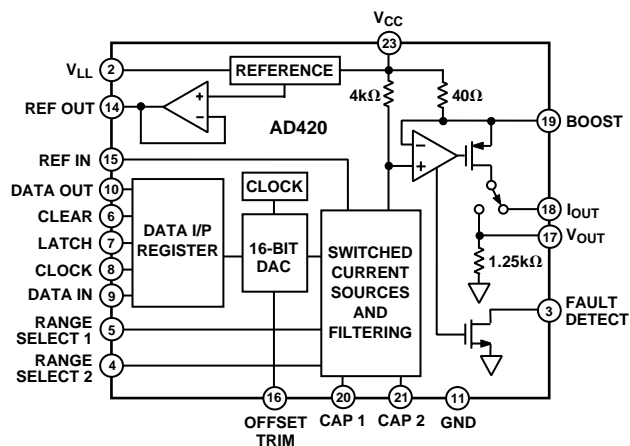 VCC
23
VLL
2
REFERENCE
4kΩ
40Ω
REF OUT
14
+
−
AD420
19
BOOST
−
+
REF IN
15
DATA OUT
10
CLEAR
6
LATCH
7
CLOCK
8
DATA IN
9
DATA I/P
REGISTER
CLOCK
16-BIT
DAC
SWITCHED
CURRENT
SOURCES
AND
FILTERING
18
IOUT
17
VOUT
1.25kΩ
3
FAULT
DETECT
RANGE
SELECT 1
5
RANGE
SELECT 2
4
16
20
21
11
OFFSET
TRIM
CAP 1
CAP 2
GND